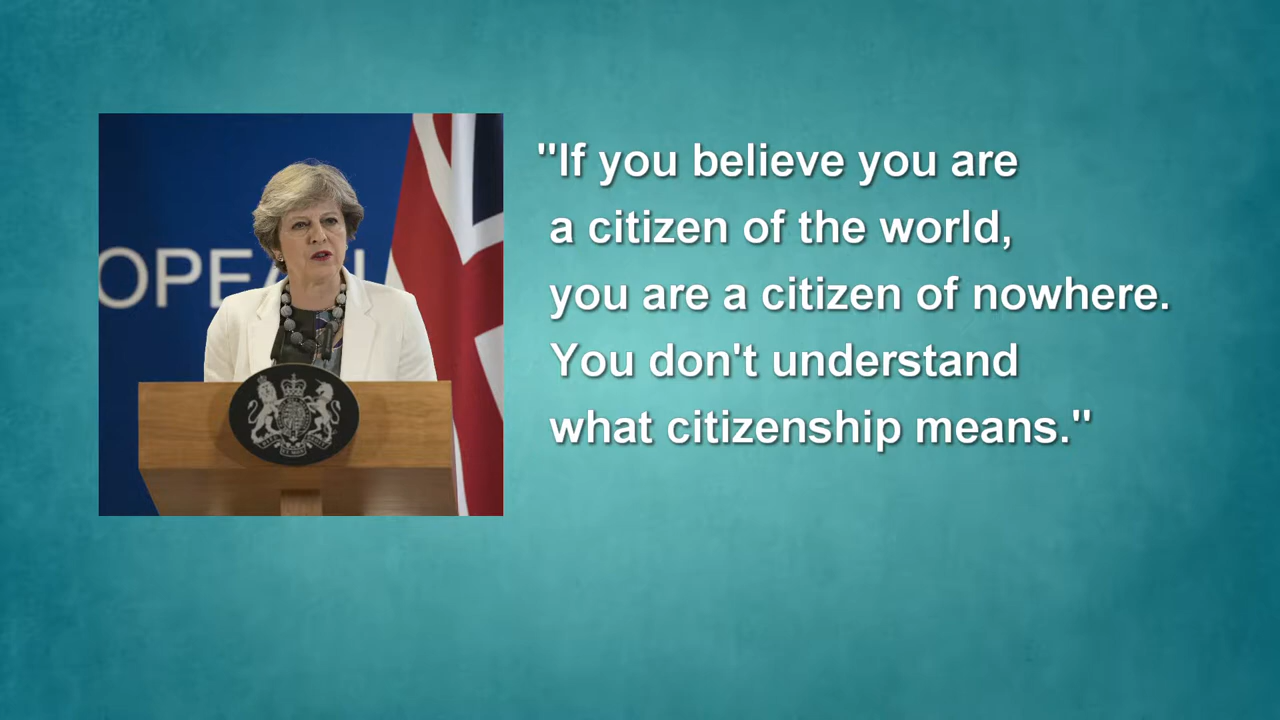 OPEAN
"If you believe you are
a citizen of the world,
you are a citizen of nowhere.
You don't understand
what citizenship means."